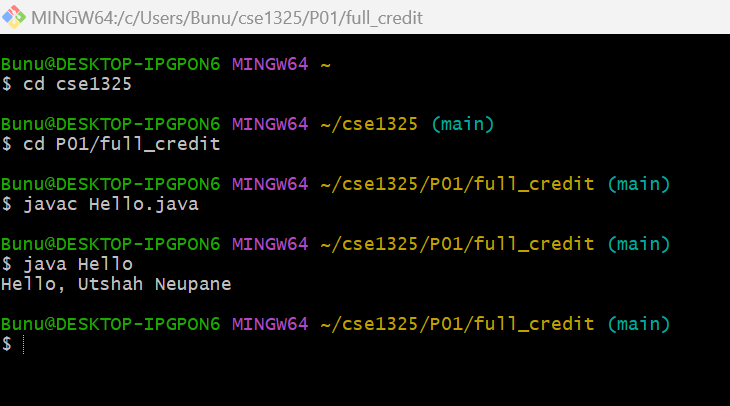 MINGW64:/c/Users/Bunu/cse1325/P01/full_credit
Bunu@DESKTOP-IPGPON6 MINGW64 ~
$ cd cse1325
Bunu@DESKTOP-IPGPON6 MINGW64 ~/cse1325 (main)
$ cd P01/full_credit
Bunu@DESKTOP-IPGPON6 MINGW64 ~/cse1325/P01/full_credit (main)
$ javac Hello.java
Bunu@DESKTOP-IPGPON6 MINGW64 ~/cse1325/P01/full_credit (main)
$ java Hello
Hello, Utshah Neupane
Bunu@DESKTOP-IPGPON6 MINGW64 ~/cse1325/P01/full_credit (main)
$